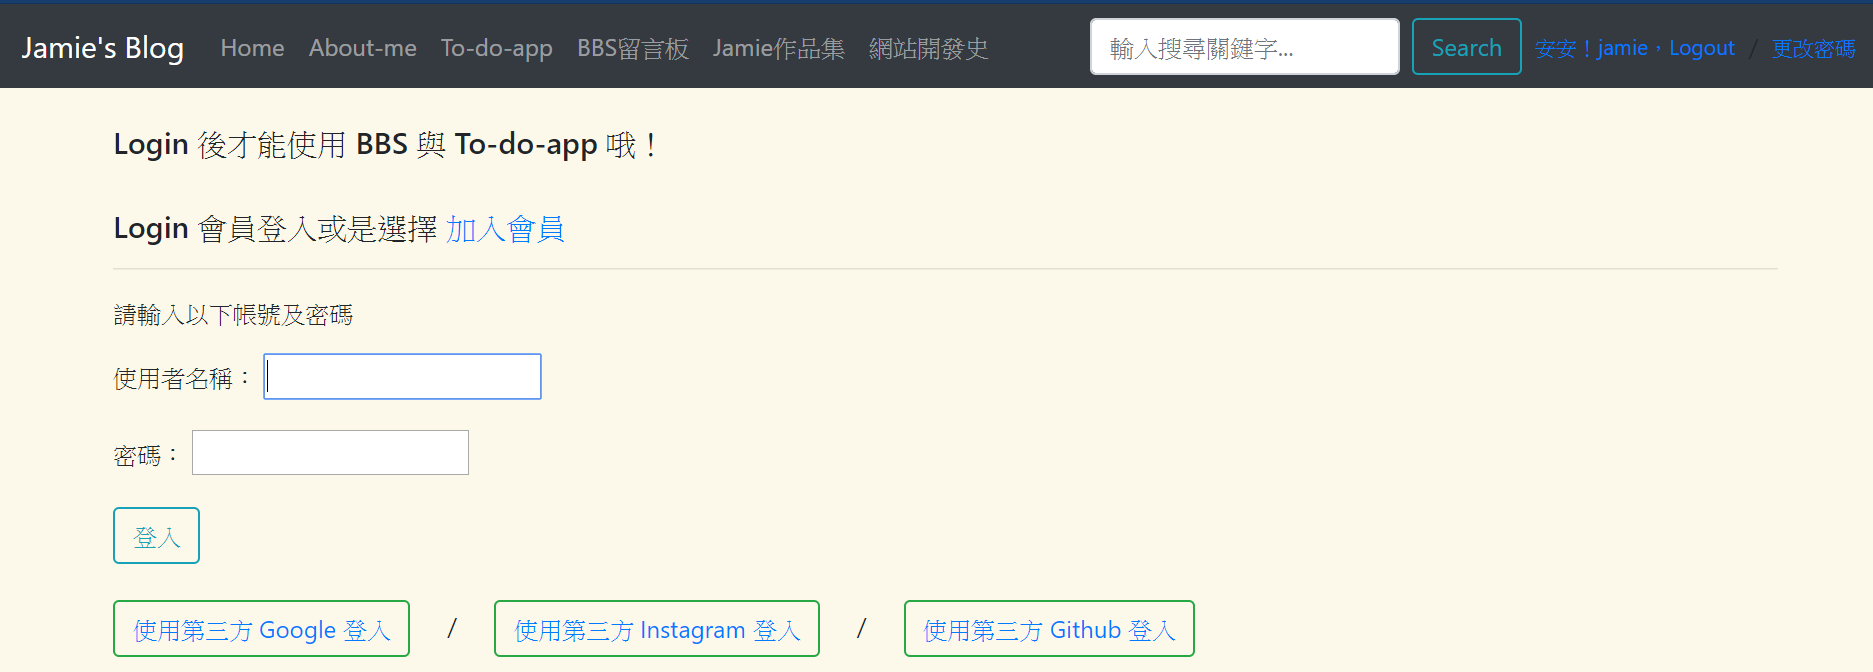 Jamie's Blog Home About-me To-do-app BBS留言板 Jamie作品集 網站開發史 輸入搜尋關鍵字... Search 安安！jamie，Logout / 更改密碼
Login 後才能使用 BBS 與 To-do-app 哦！
Login 會員登入或是選擇 加入會員
請輸入以下帳號及密碼
使用者名稱：
密碼：
登入
使用第三方 Google 登入 / 使用第三方 Instagram 登入 / 使用第三方 Github 登入